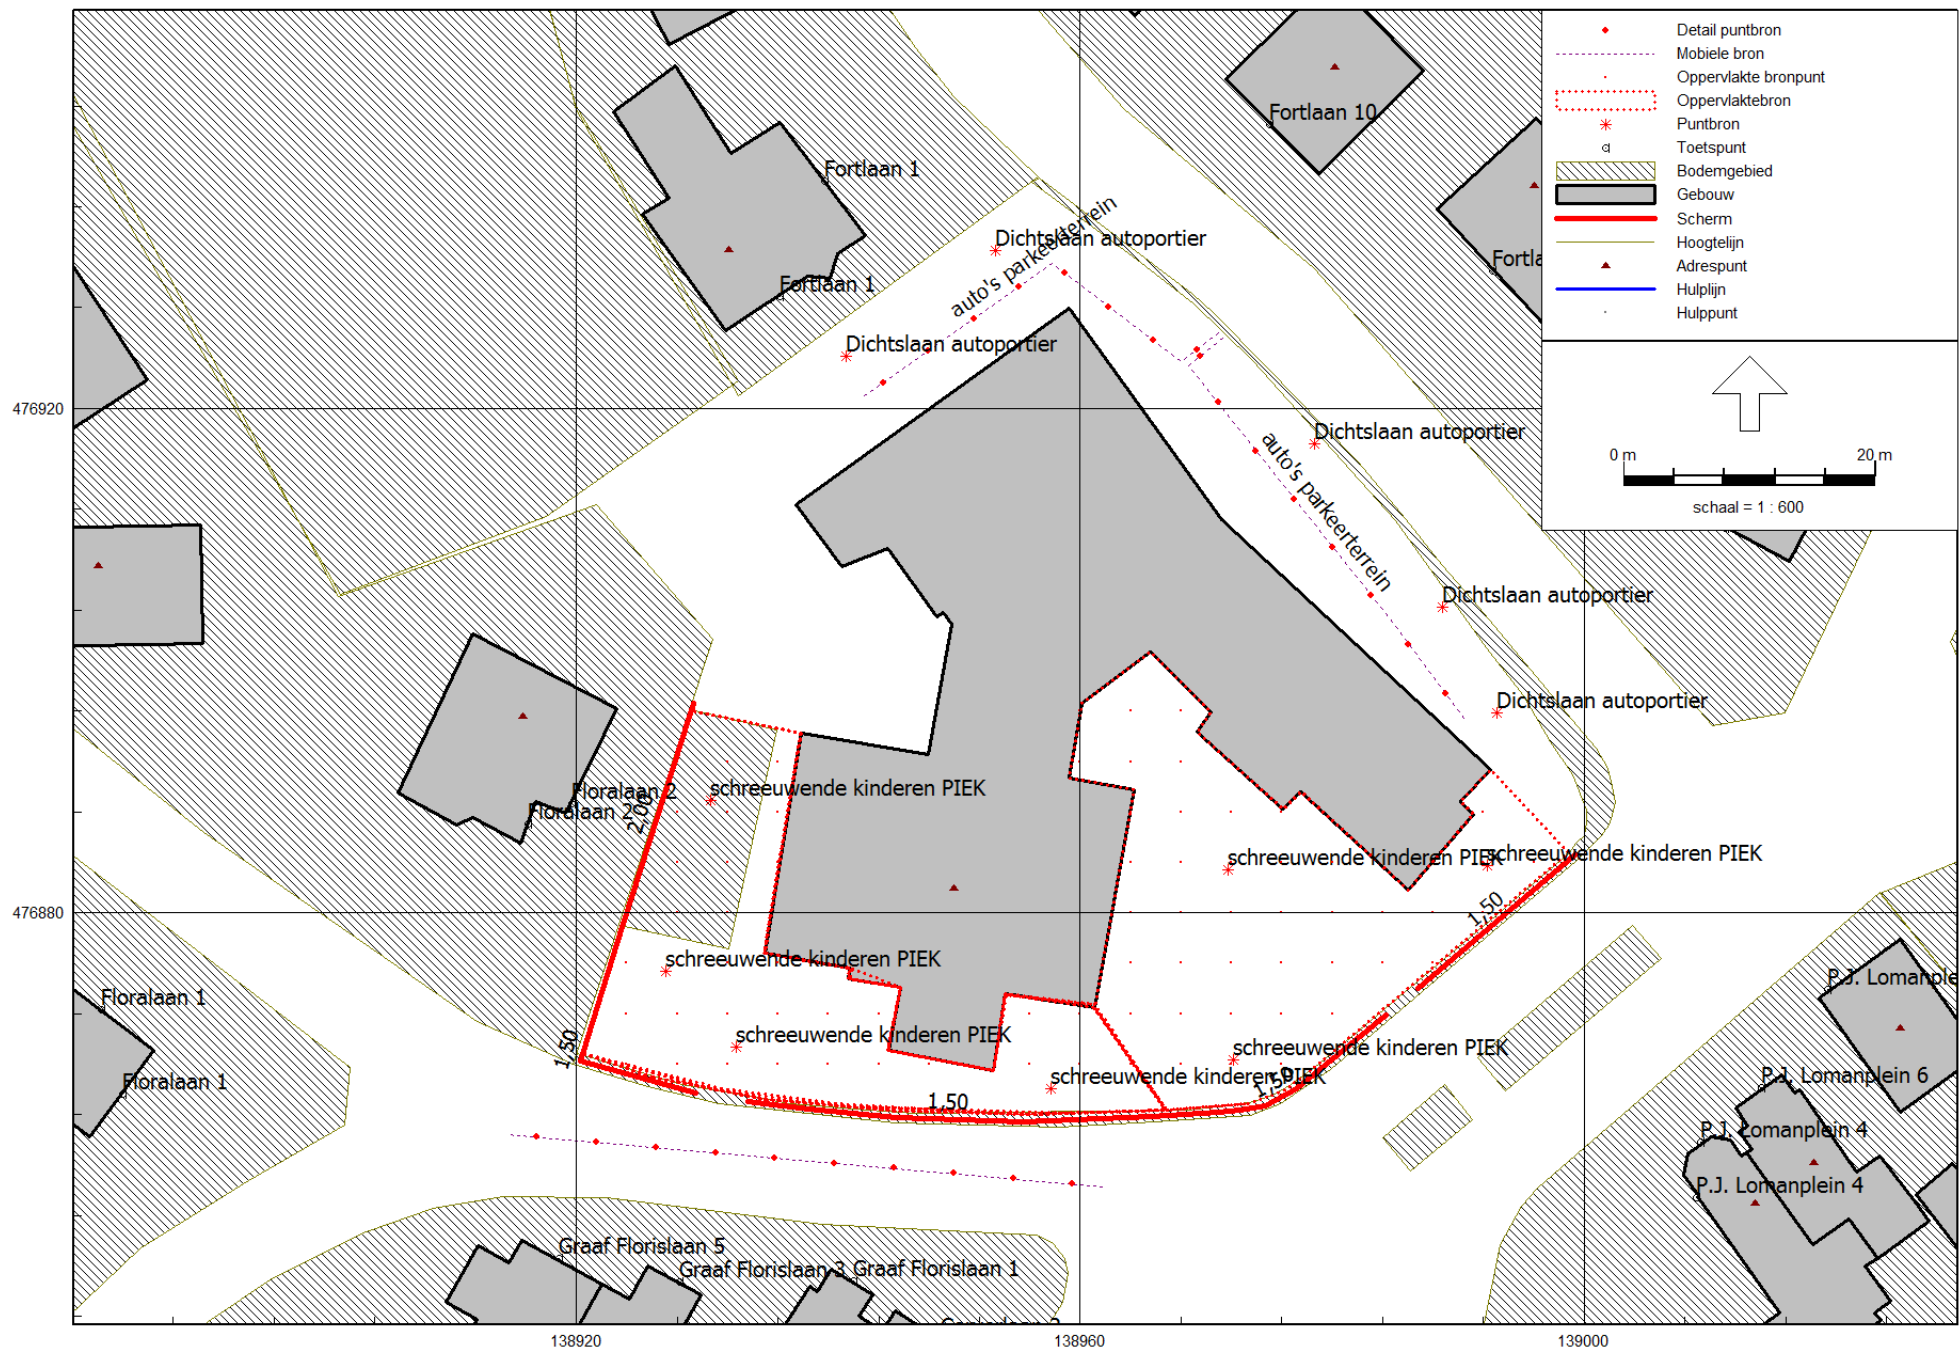 Detail puntbron
Mobiele bron
Oppervlakte bronpunt
Oppervlaktebron
Puntbron
Toetspunt
Bodemgebied
Gebouw
Scherm
Hoogtelijn
Adrespunt
Hulplijn
Hulppunt
0 m
20 m
schaal = 1 : 600
Fortlaan 10
Fortlaan 1
Fortlaan 1
Dichtslaan autoportier
auto's parkeerterrein
Dichtslaan autoportier
476920
Dichtslaan autoportier
auto's parkeerterrein
Dichtslaan autoportier
Dichtslaan autoportier
Floralaan 2
Floralaan 2
2,00
schreeuwende kinderen PIEK
schreeuwende kinderen PIEK
schreeuwende kinderen PIEK
476880
1,50
schreeuwende kinderen PIEK
P.J. Lomanple
Floralaan 1
1,50
schreeuwende kinderen PIEK
schreeuwende kinderen PIEK
Floralaan 1
schreeuwende kinderen PIEK
1,50
1,50
P.J. Lomanplein 6
P.J. Lomanplein 4
P.J. Lomanplein 4
Graaf Florislaan 5
Graaf Florislaan 3
Graaf Florislaan 1
138920
138960
139000